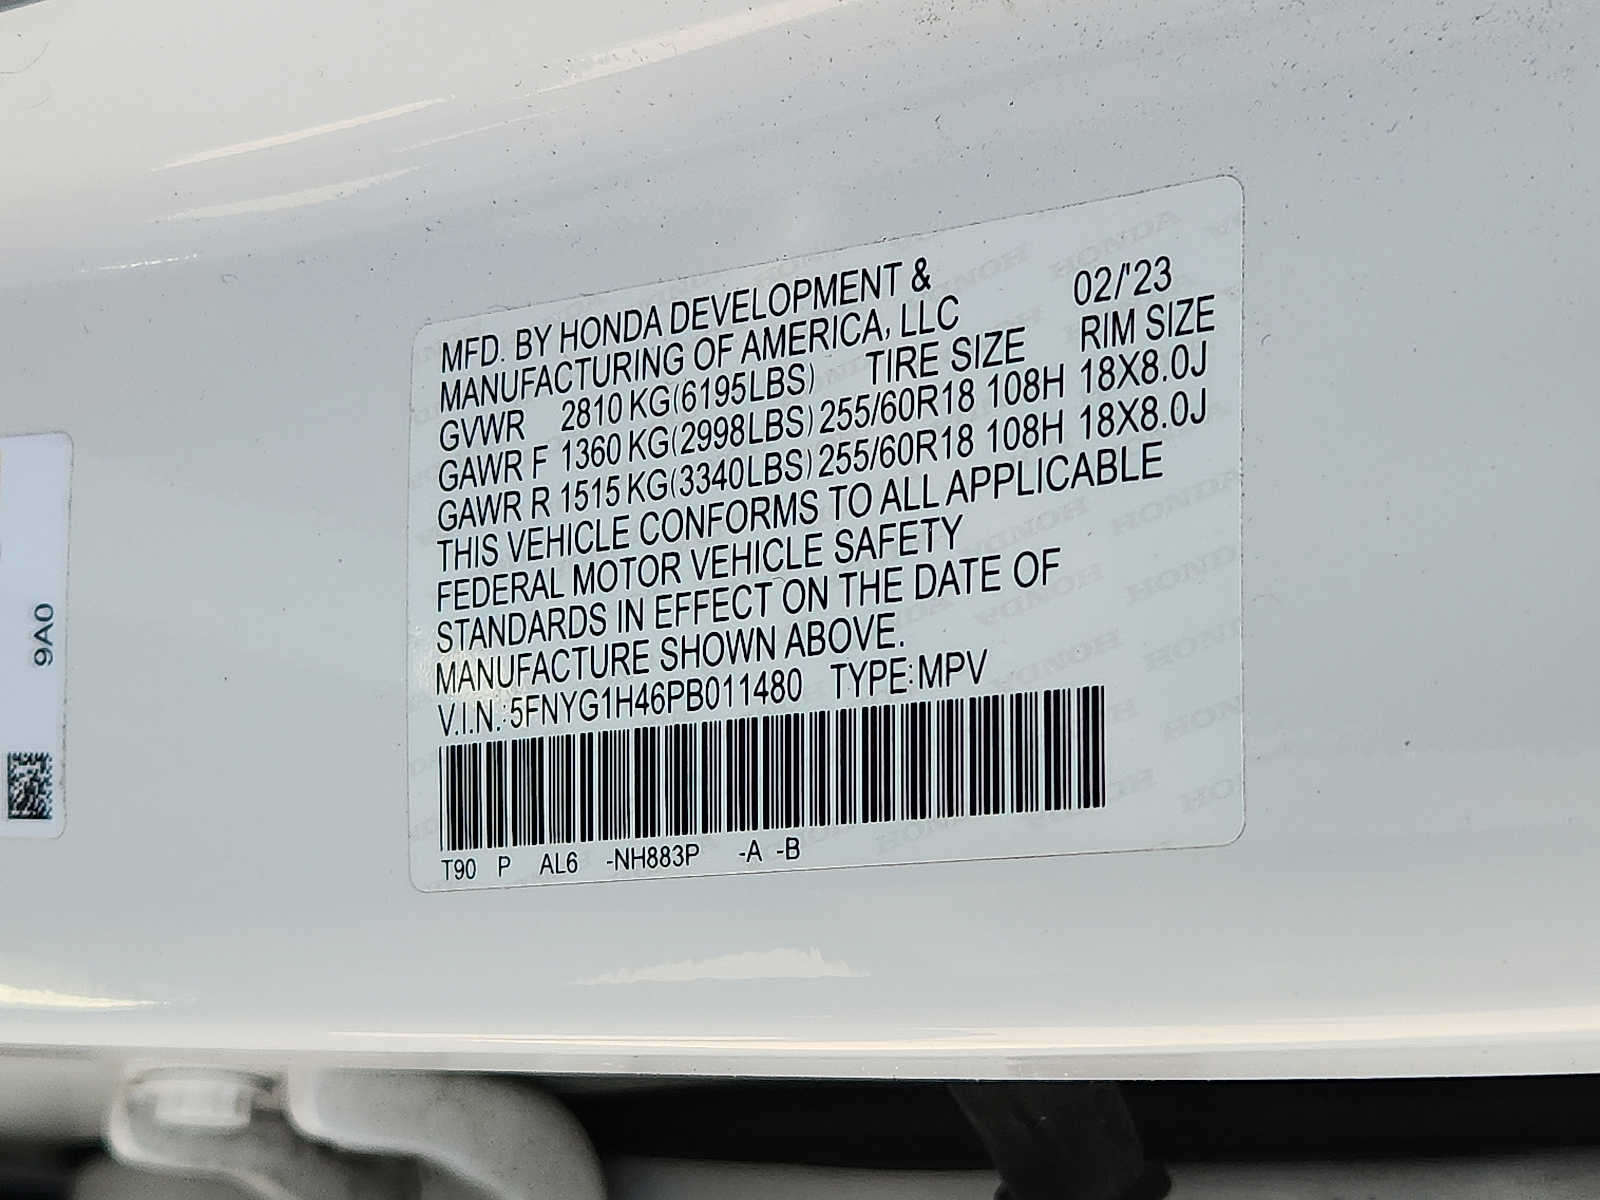 MFD. BY HONDA DEVELOPMENT &
MANUFACTURING OF AMERICA, LLC 02/'23
GVWR 2810 KG(6195LBS) TIRE SIZE RIM SIZE
GAWR F 1360 KG(2998LBS) 255/60R18 108H 18X8.0J
GAWR R 1515 KG(3340LBS) 255/60R18 108H 18X8.0J
THIS VEHICLE CONFORMS TO ALL APPLICABLE
FEDERAL MOTOR VEHICLE SAFETY
STANDARDS IN EFFECT ON THE DATE OF
MANUFACTURE SHOWN ABOVE.
V.I.N.:5FNYG1H46PB011480 TYPE:MPV
T90 P AL6 -NH883P -A -B
9A0